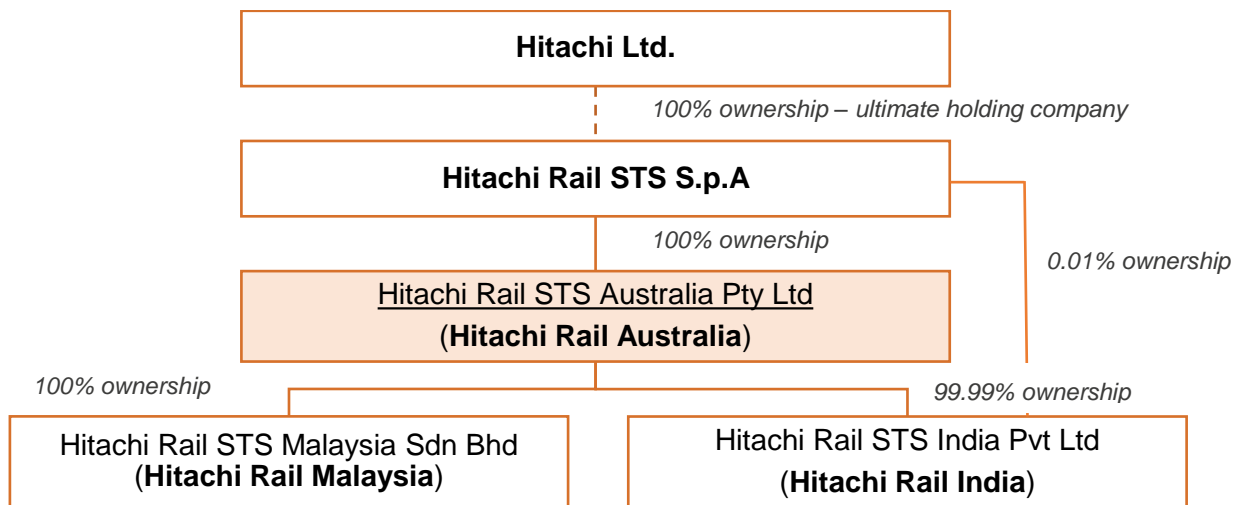 Hitachi Ltd.
100% ownership – ultimate holding company
Hitachi Rail STS S.p.A
100% ownership
0.01% ownership
Hitachi Rail STS Australia Pty Ltd
(Hitachi Rail Australia)
100% ownership
99.99% ownership
Hitachi Rail STS Malaysia Sdn Bhd
(Hitachi Rail Malaysia)
Hitachi Rail STS India Pvt Ltd
(Hitachi Rail India)